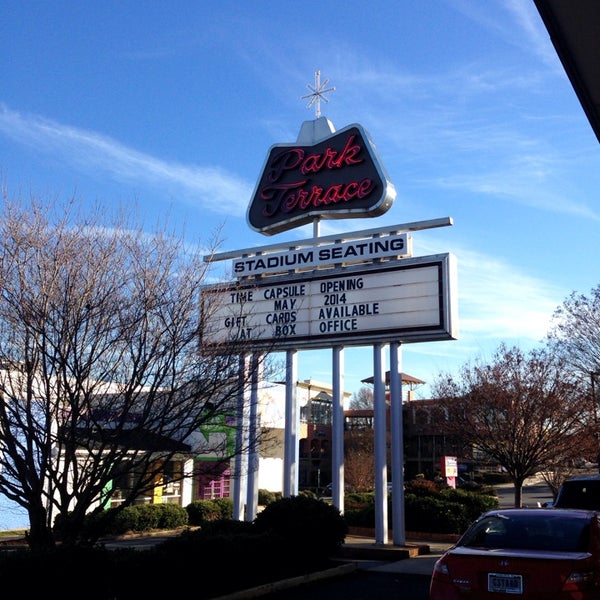 Park
Terrace
STADIUM SEATING
TIME CAPSULE OPENING
MAY 2014
GIFT CARDS AVAILABLE
AT BOX OFFICE